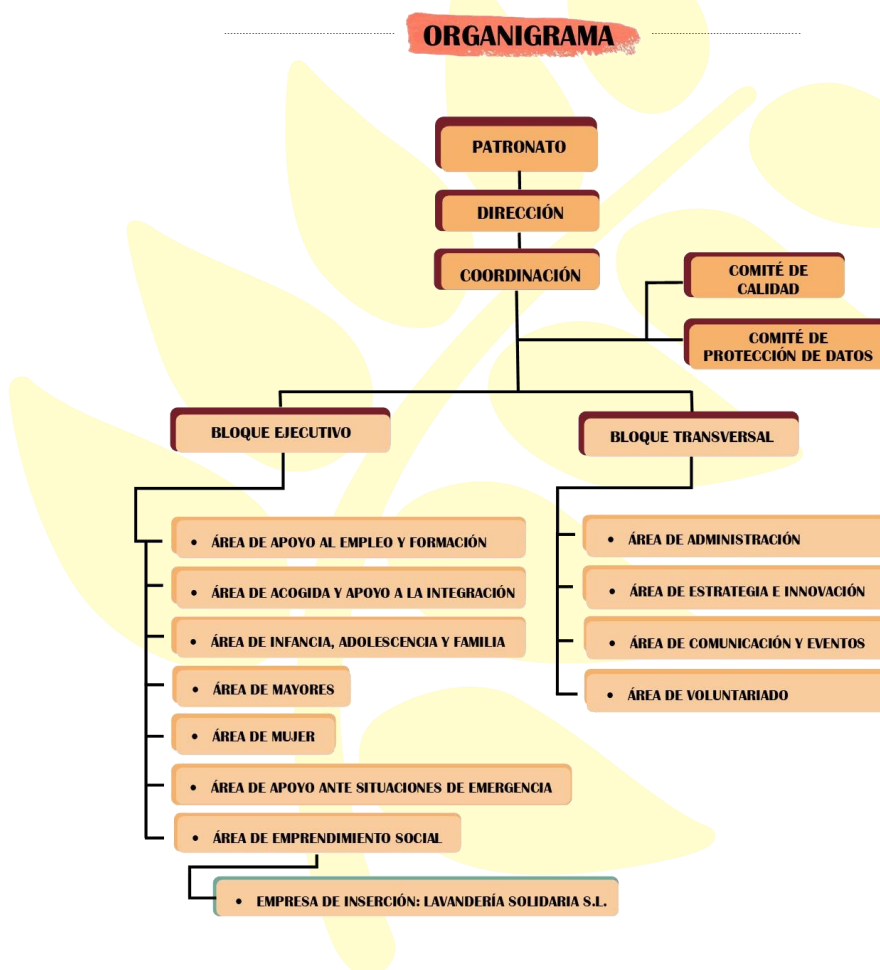 ORGANIGRAMA
PATRONATO
DIRECCIÓN
COORDINACIÓN
COMITÉ DE
CALIDAD
COMITÉ DE
PROTECCIÓN DE DATOS
BLOQUE EJECUTIVO
• ÁREA DE APOYO AL EMPLEO Y FORMACIÓN
• ÁREA DE ACOGIDA Y APOYO A LA INTEGRACIÓN
• ÁREA DE INFANCIA, ADOLESCENCIA Y FAMILIA
• ÁREA DE MAYORES
• ÁREA DE MUJER
• ÁREA DE APOYO ANTE SITUACIONES DE EMERGENCIA
• ÁREA DE EMPRENDIMIENTO SOCIAL
• EMPRESA DE INSERCIÓN: LAVANDERÍA SOLIDARIA S.L.
BLOQUE TRANSVERSAL
• ÁREA DE ADMINISTRACIÓN
• ÁREA DE ESTRATEGIA E INNOVACIÓN
• ÁREA DE COMUNICACIÓN Y EVENTOS
• ÁREA DE VOLUNTARIADO